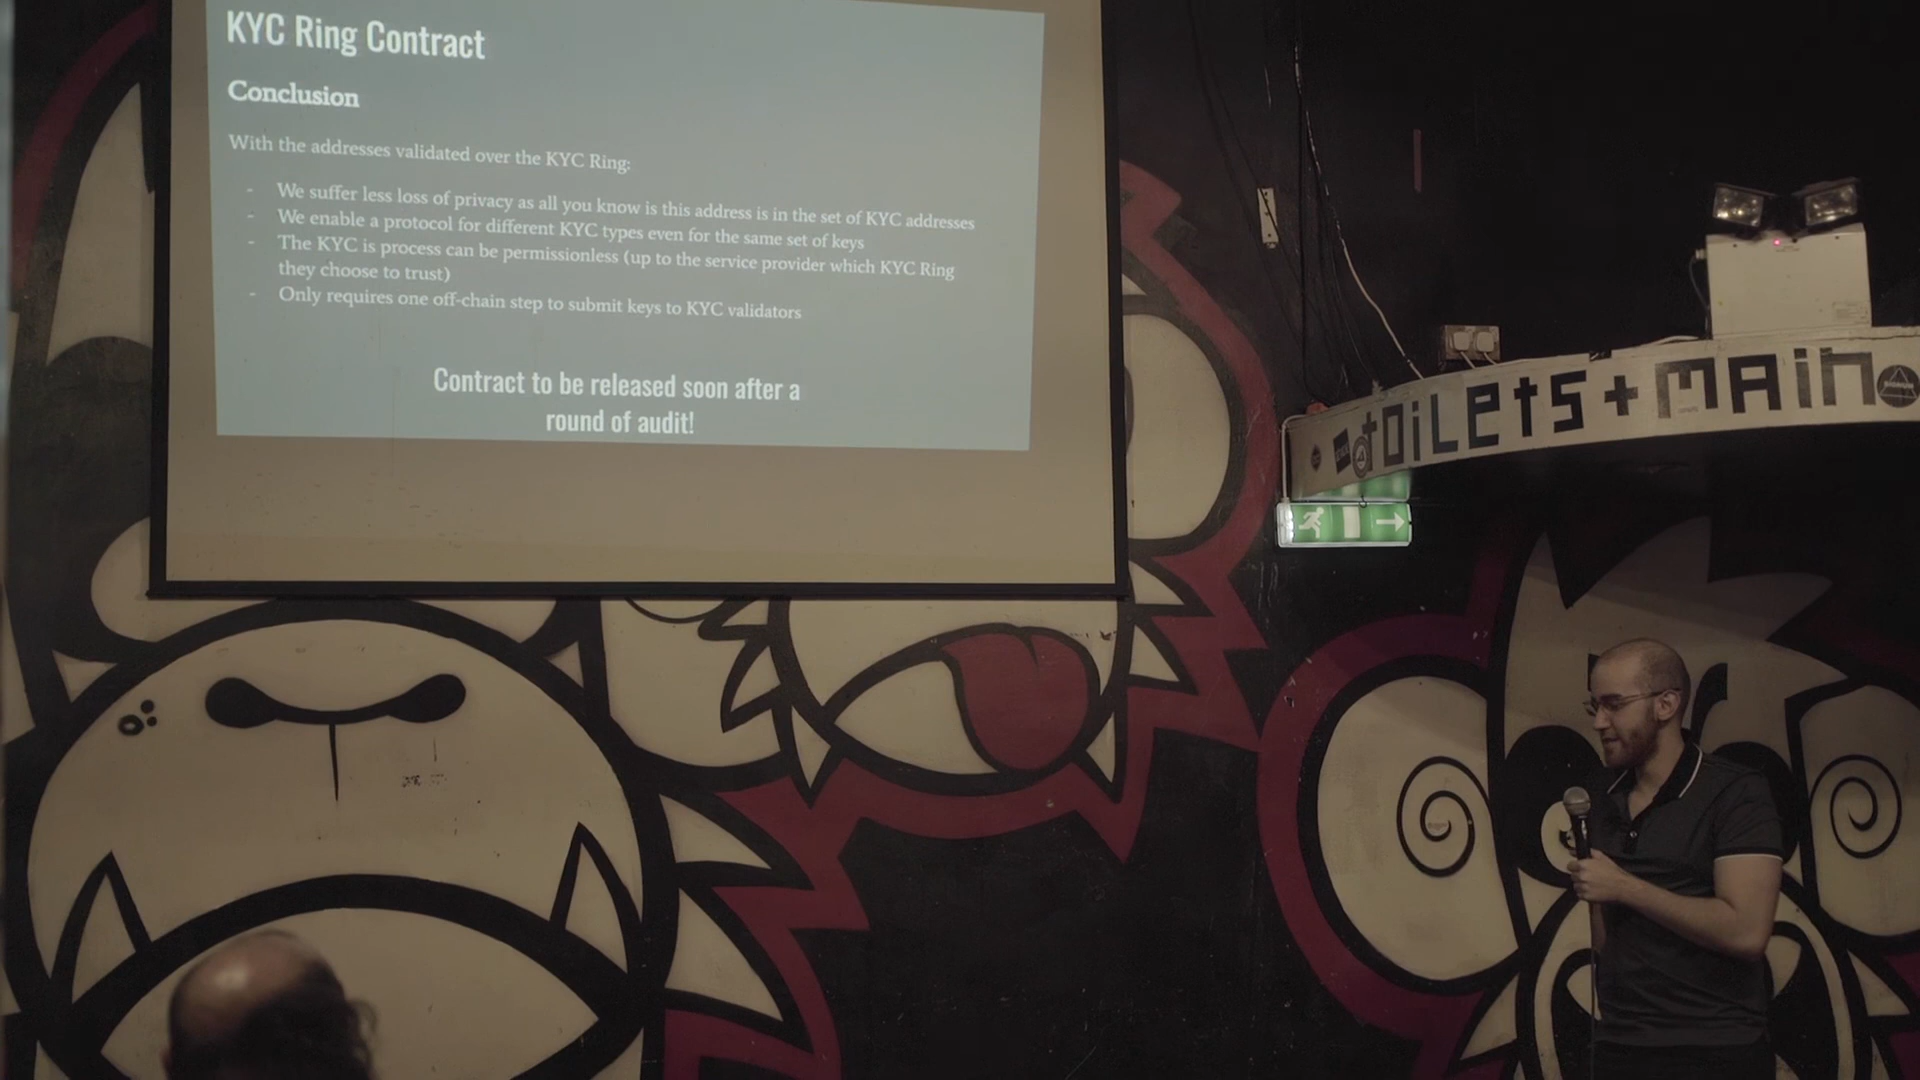 KYC Ring Contract
Conclusion
With the addresses validated over the KYC Ring:
- We suffer less loss of privacy as all you know is this address is in the set of KYC addresses
- We enable a protocol for different KYC types even for the same set of keys
- The KYC is process can be permissionless (up to the service provider which KYC Ring
they choose to trust)
- Only requires one off-chain step to submit keys to KYC validators
Contract to be released soon after a
round of audit!
toiLets + mAin